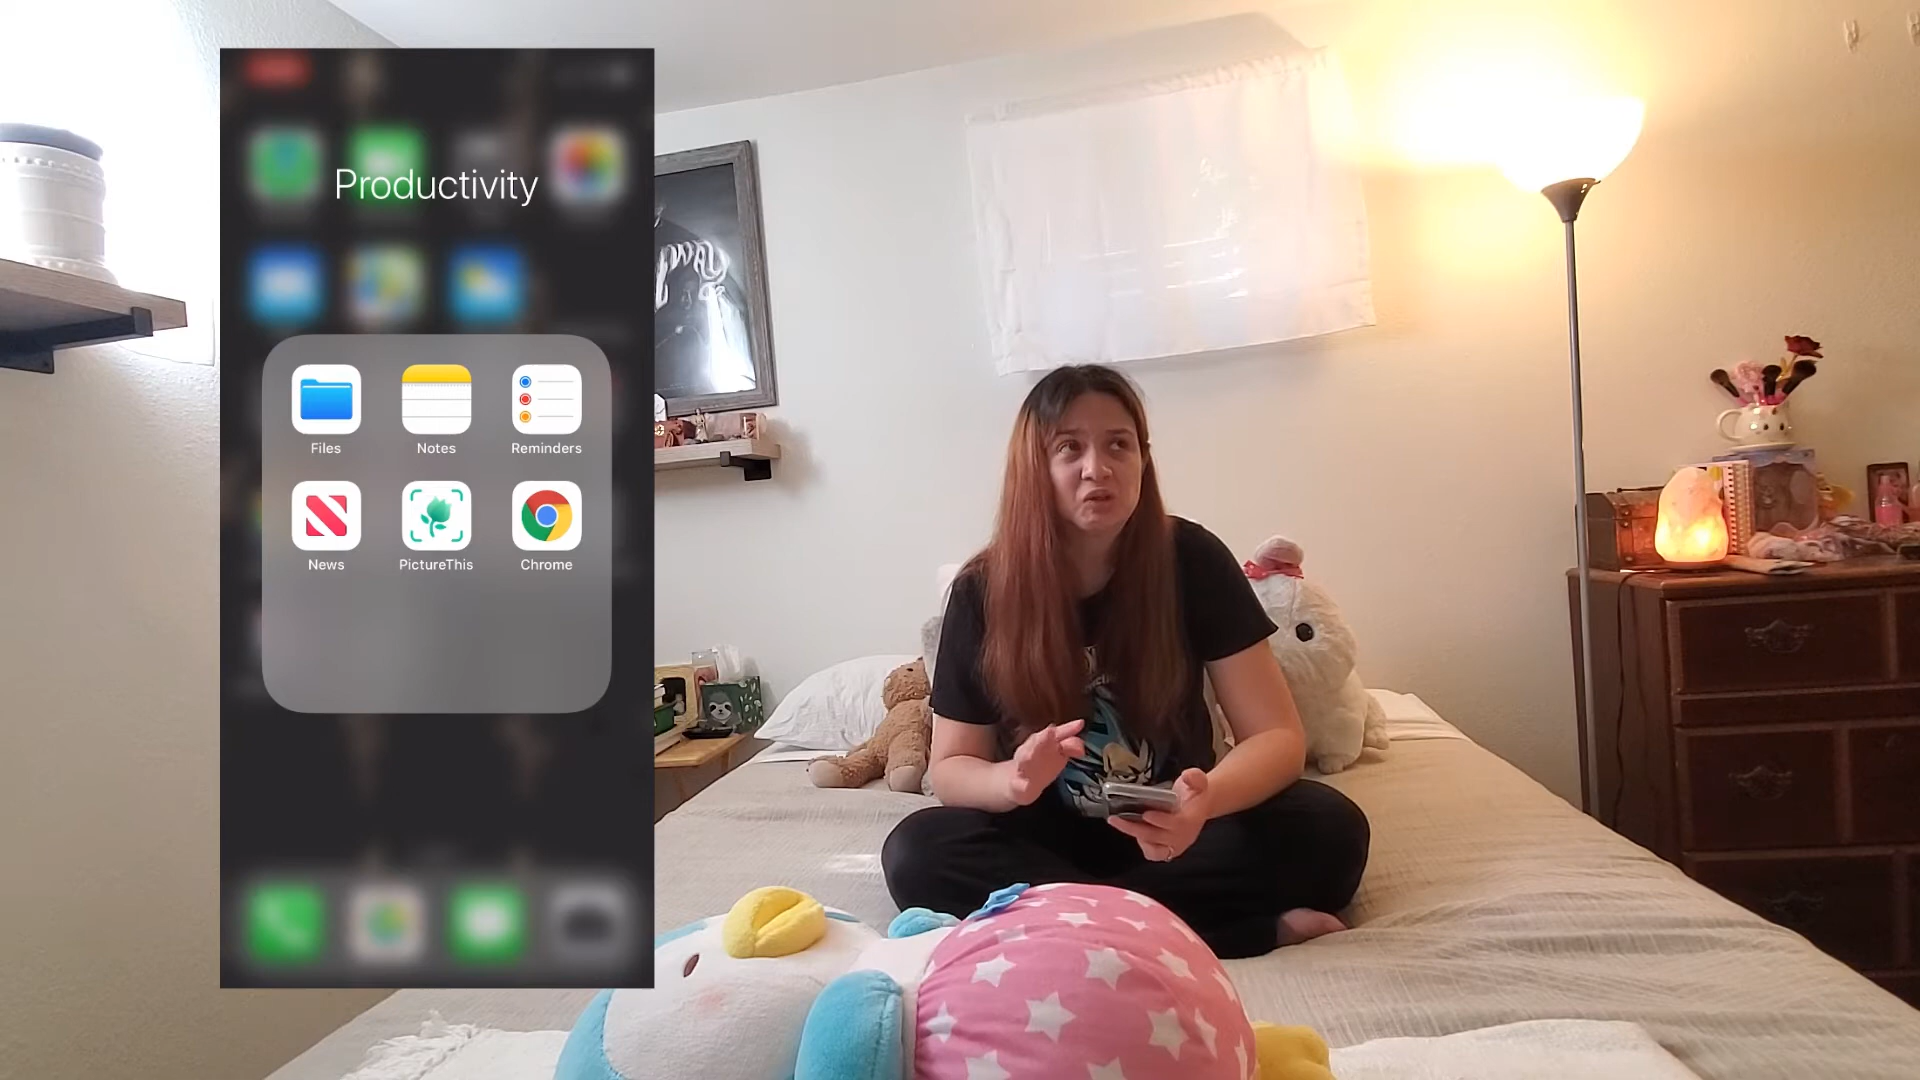 Productivity
Files
Notes
Reminders
News
PictureThis
Chrome